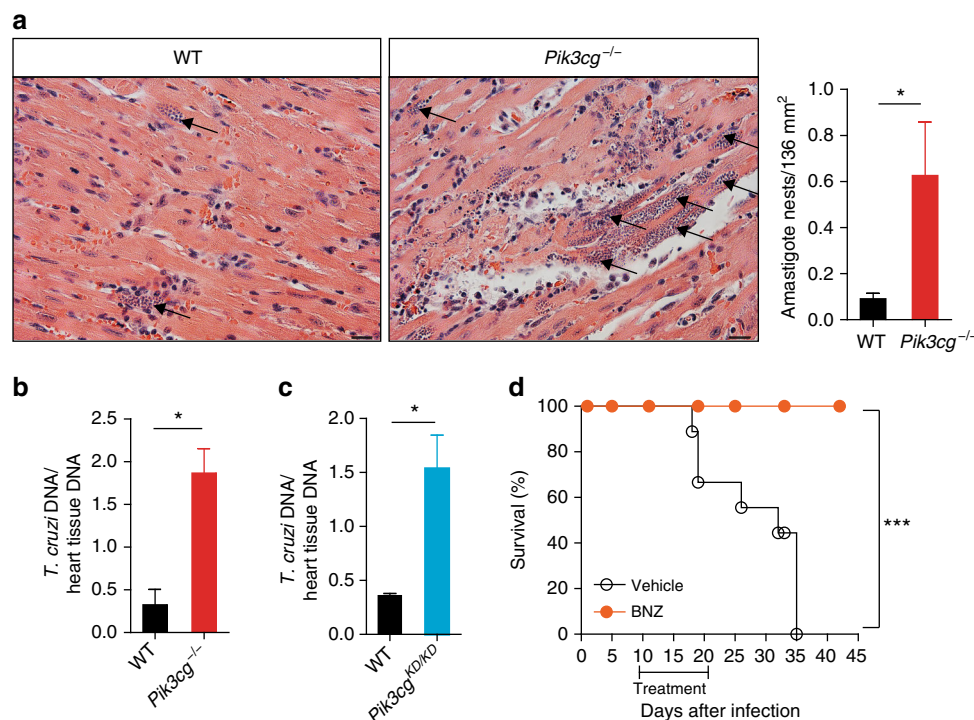 a
WT
Pik3cg−/−
Amastigote nests/136 mm2
1.0
0.8
0.6
0.4
0.2
0.0
*
WT
Pik3cg−/−
b
T. cruzi DNA/
heart tissue DNA
2.5
2.0
1.5
1.0
0.5
0.0
*
WT
Pik3cg−/−
c
T. cruzi DNA/
heart tissue DNA
2.0
1.5
1.0
0.5
0.0
*
WT
Pik3cgKD/KD
d
Survival (%)
100
80
60
40
20
0
Vehicle
BNZ
***
0 5 10 15 20 25 30 35 40 45
Treatment
Days after infection